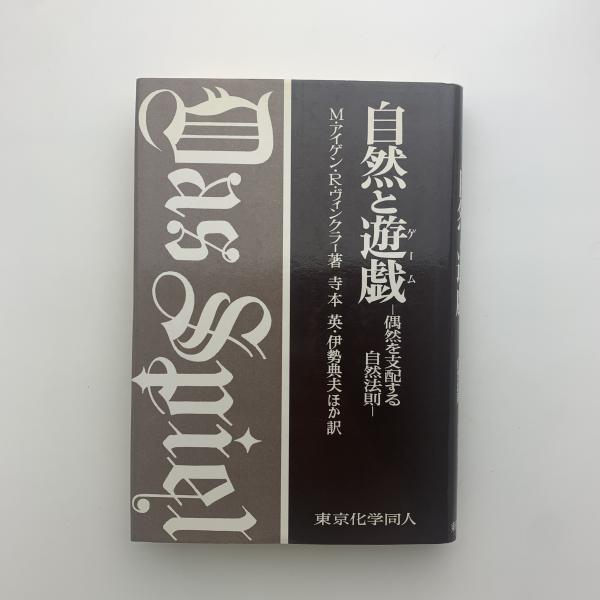 自然と遊戯
ゲーム
—偶然を支配する
自然法則—
M・アイゲン・R・ヴィンクラー著 寺本 英・伊勢典夫ほか訳
東京化学同人
Das Spiel